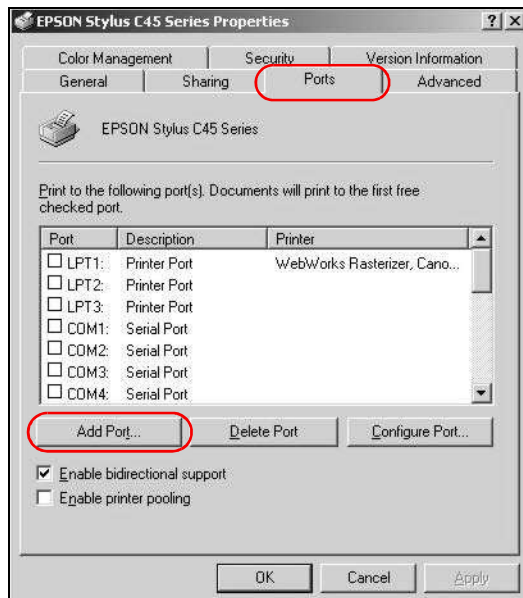 EPSON Stylus C45 Series Properties
Color Management Security Version Information
General Sharing Ports Advanced
EPSON Stylus C45 Series
Print to the following port(s). Documents will print to the first free
checked port.
Port Description Printer
LPT1: Printer Port WebWorks Rasterizer, Cano...
LPT2: Printer Port
LPT3: Printer Port
COM1: Serial Port
COM2: Serial Port
COM3: Serial Port
COM4: Serial Port
Add Port... Delete Port Configure Port...
Enable bidirectional support
Enable printer pooling
OK Cancel Apply